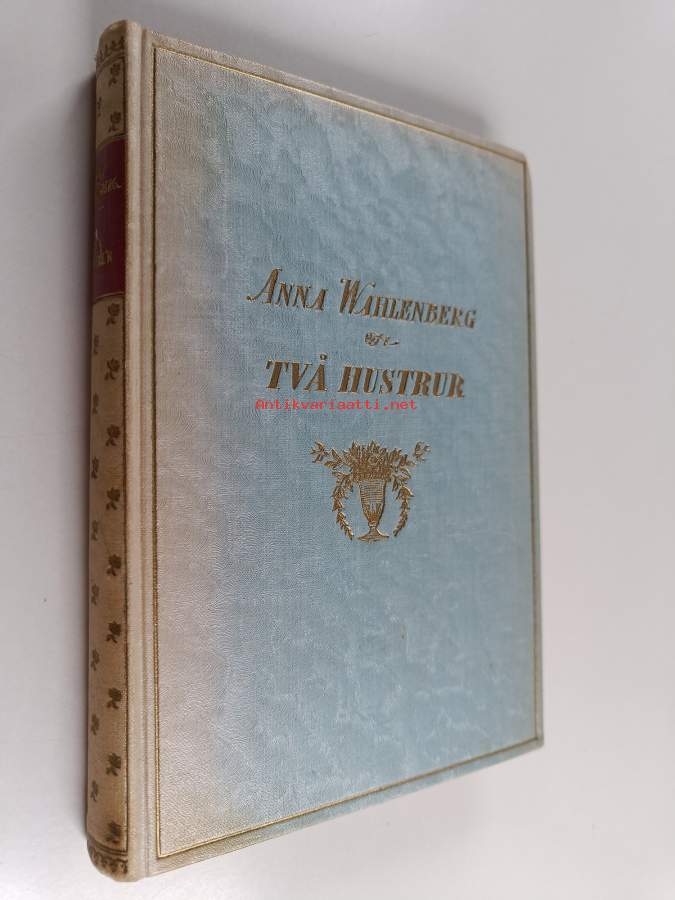 ANNA WAHLENBERG
TVÅ HUSTRUR
Antikvariaatti.net